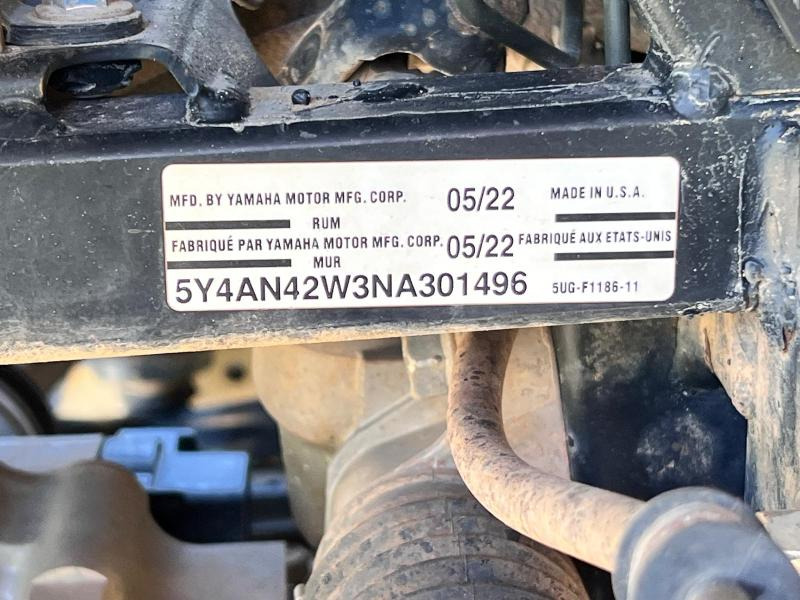 MFD. BY YAMAHA MOTOR MFG. CORP. 05/22 MADE IN U.S.A.
RUM
FABRIQUÉ PAR YAMAHA MOTOR MFG. CORP. 05/22 FABRIQUÉ AUX ETATS-UNIS
MUR
5Y4AN42W3NA301496 5UG-F1186-11